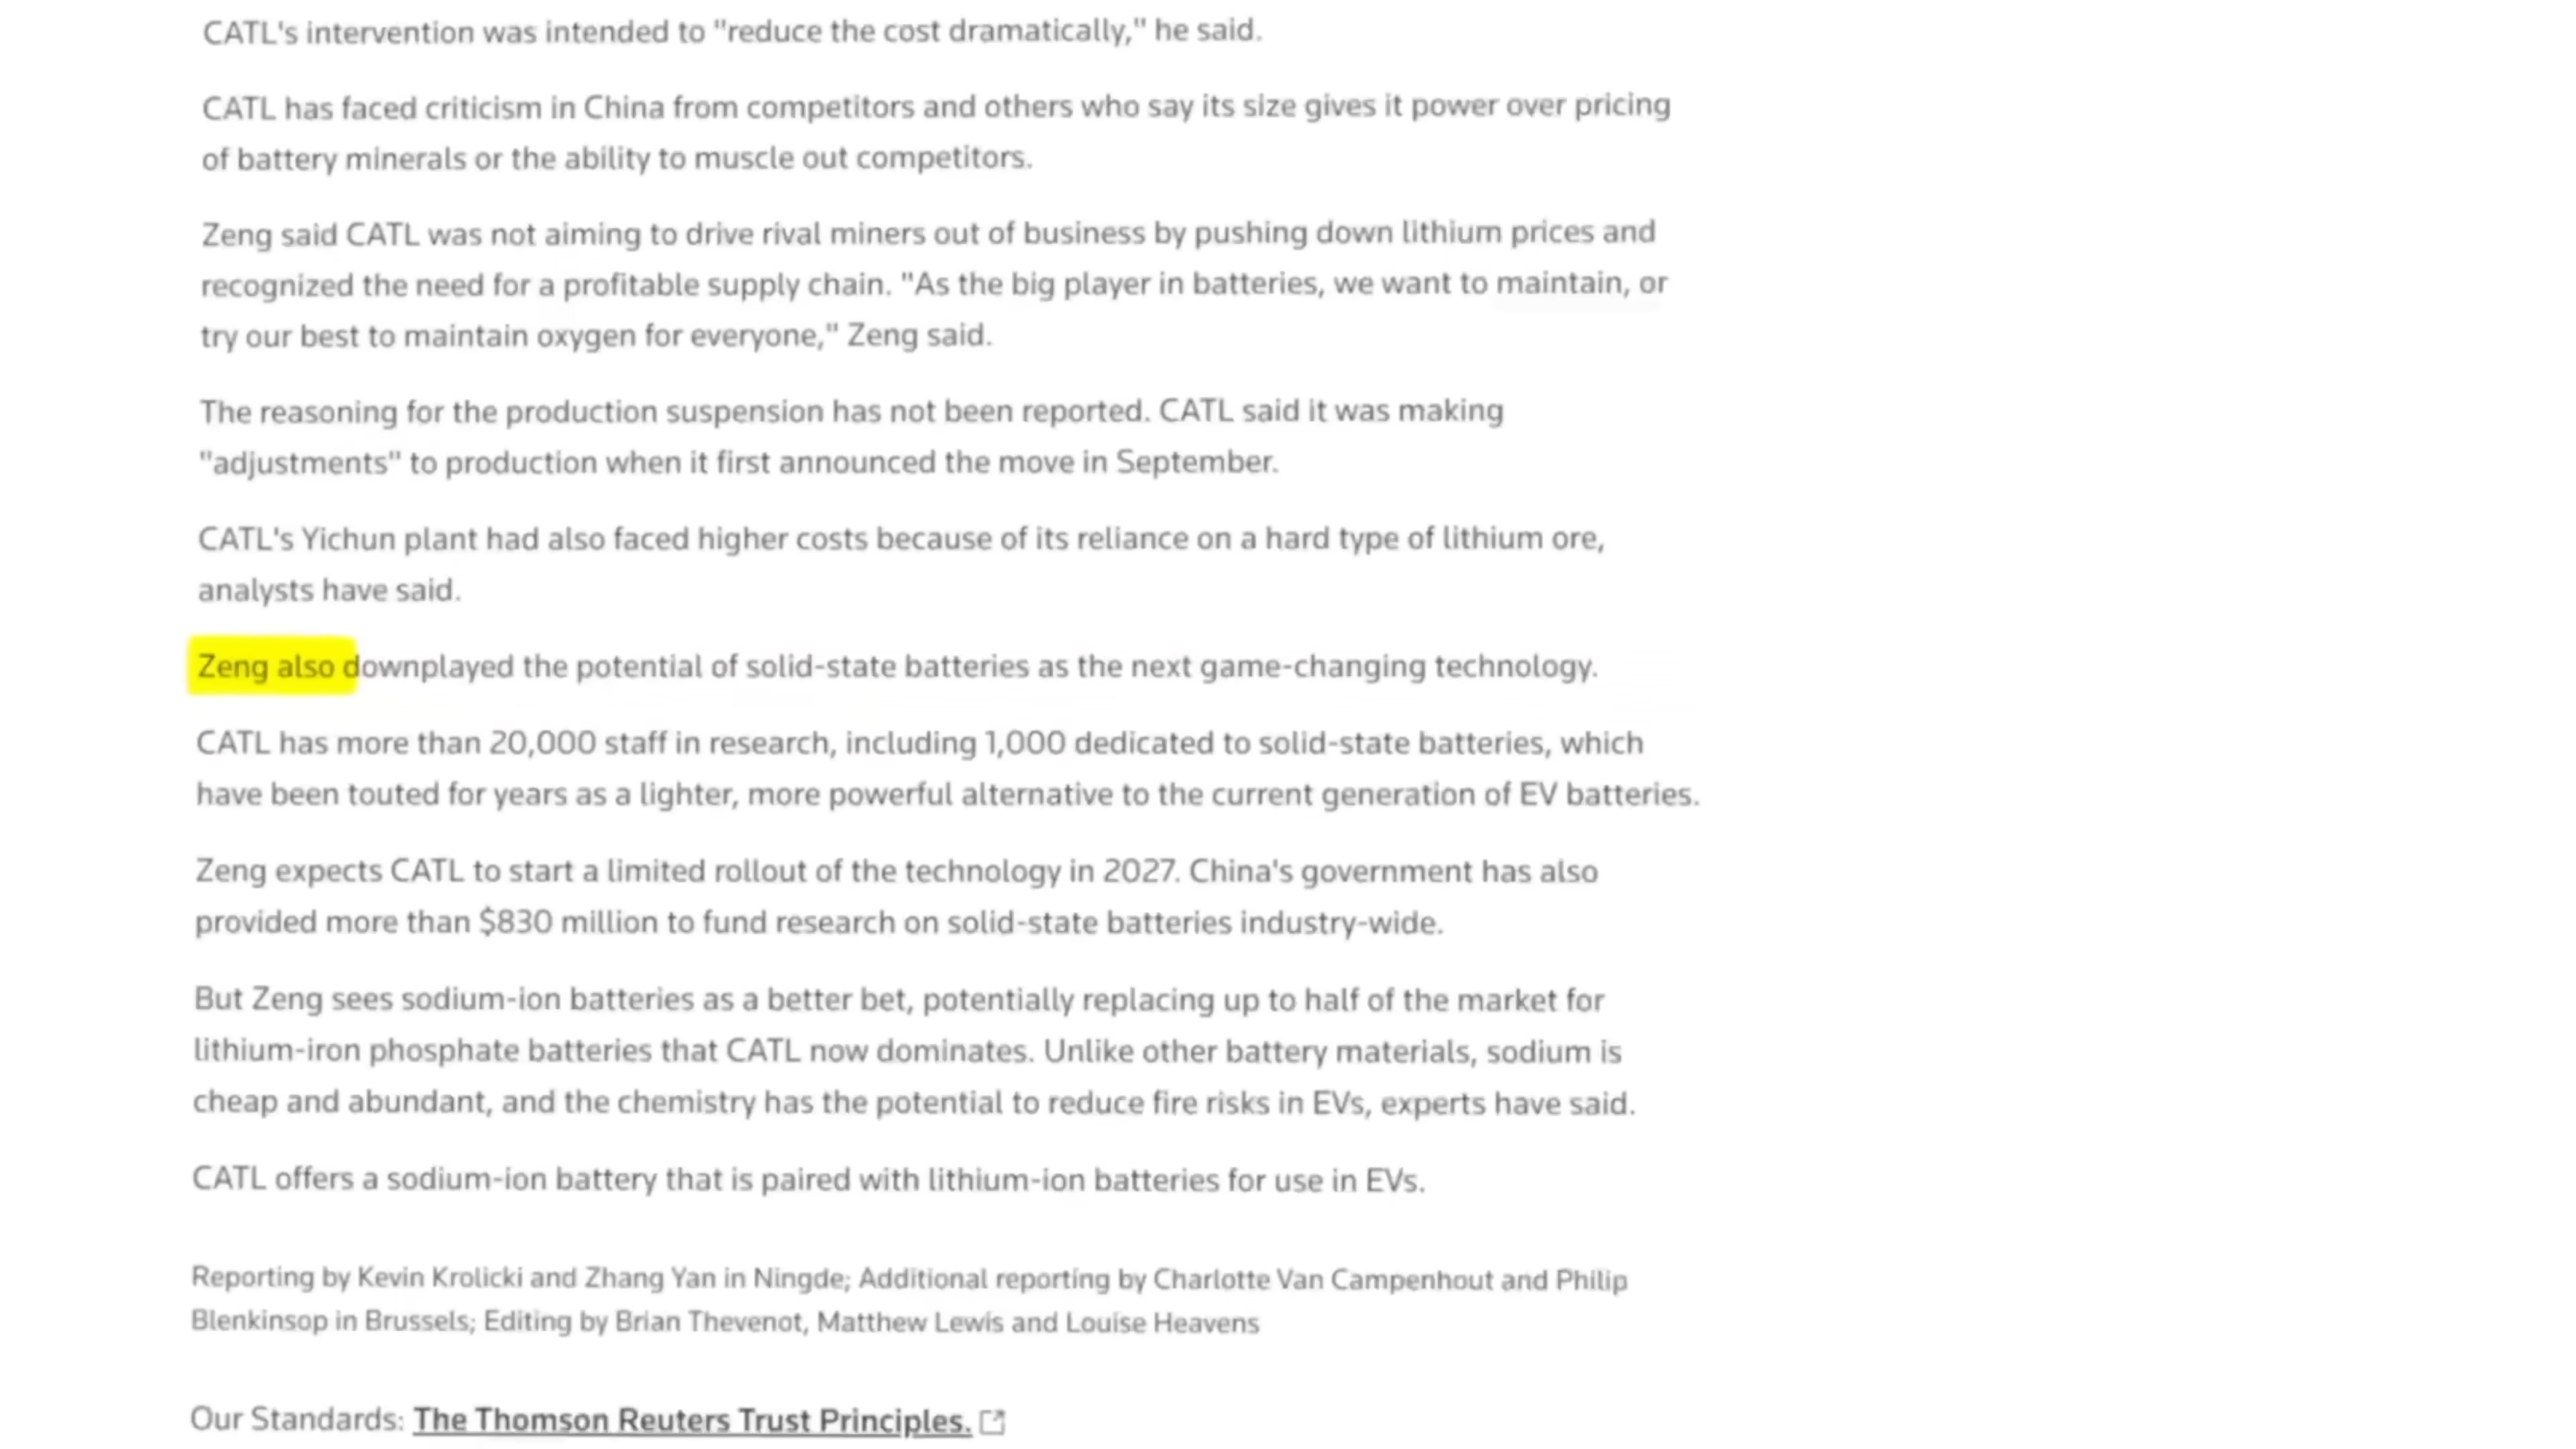 CATL's intervention was intended to "reduce the cost dramatically," he said.
CATL has faced criticism in China from competitors and others who say its size gives it power over pricing
of battery minerals or the ability to muscle out competitors.
Zeng said CATL was not aiming to drive rival miners out of business by pushing down lithium prices and
recognized the need for a profitable supply chain. "As the big player in batteries, we want to maintain, or
try our best to maintain oxygen for everyone," Zeng said.
The reasoning for the production suspension has not been reported. CATL said it was making
"adjustments" to production when it first announced the move in September.
CATL's Yichun plant had also faced higher costs because of its reliance on a hard type of lithium ore,
analysts have said.
Zeng also downplayed the potential of solid-state batteries as the next game-changing technology.
CATL has more than 20,000 staff in research, including 1,000 dedicated to solid-state batteries, which
have been touted for years as a lighter, more powerful alternative to the current generation of EV batteries.
Zeng expects CATL to start a limited rollout of the technology in 2027. China's government has also
provided more than $830 million to fund research on solid-state batteries industry-wide.
But Zeng sees sodium-ion batteries as a better bet, potentially replacing up to half of the market for
lithium-iron phosphate batteries that CATL now dominates. Unlike other battery materials, sodium is
cheap and abundant, and the chemistry has the potential to reduce fire risks in EVs, experts have said.
CATL offers a sodium-ion battery that is paired with lithium-ion batteries for use in EVs.
Reporting by Kevin Krolicki and Zhang Yan in Ningde; Additional reporting by Charlotte Van Campenhout and Philip
Blenkinsop in Brussels; Editing by Brian Thevenot, Matthew Lewis and Louise Heavens
Our Standards: The Thomson Reuters Trust Principles.